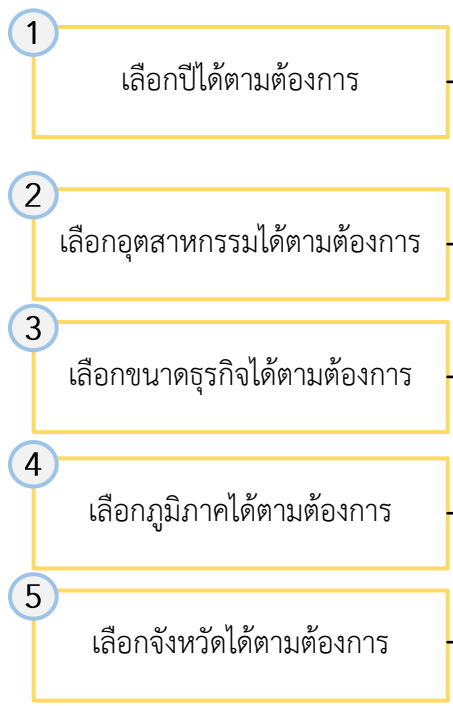 1
เลือกปีได้ตามต้องการ
2
เลือกอุตสาหกรรมได้ตามต้องการ
3
เลือกขนาดธุรกิจได้ตามต้องการ
4
เลือกภูมิภาคได้ตามต้องการ
5
เลือกจังหวัดได้ตามต้องการ